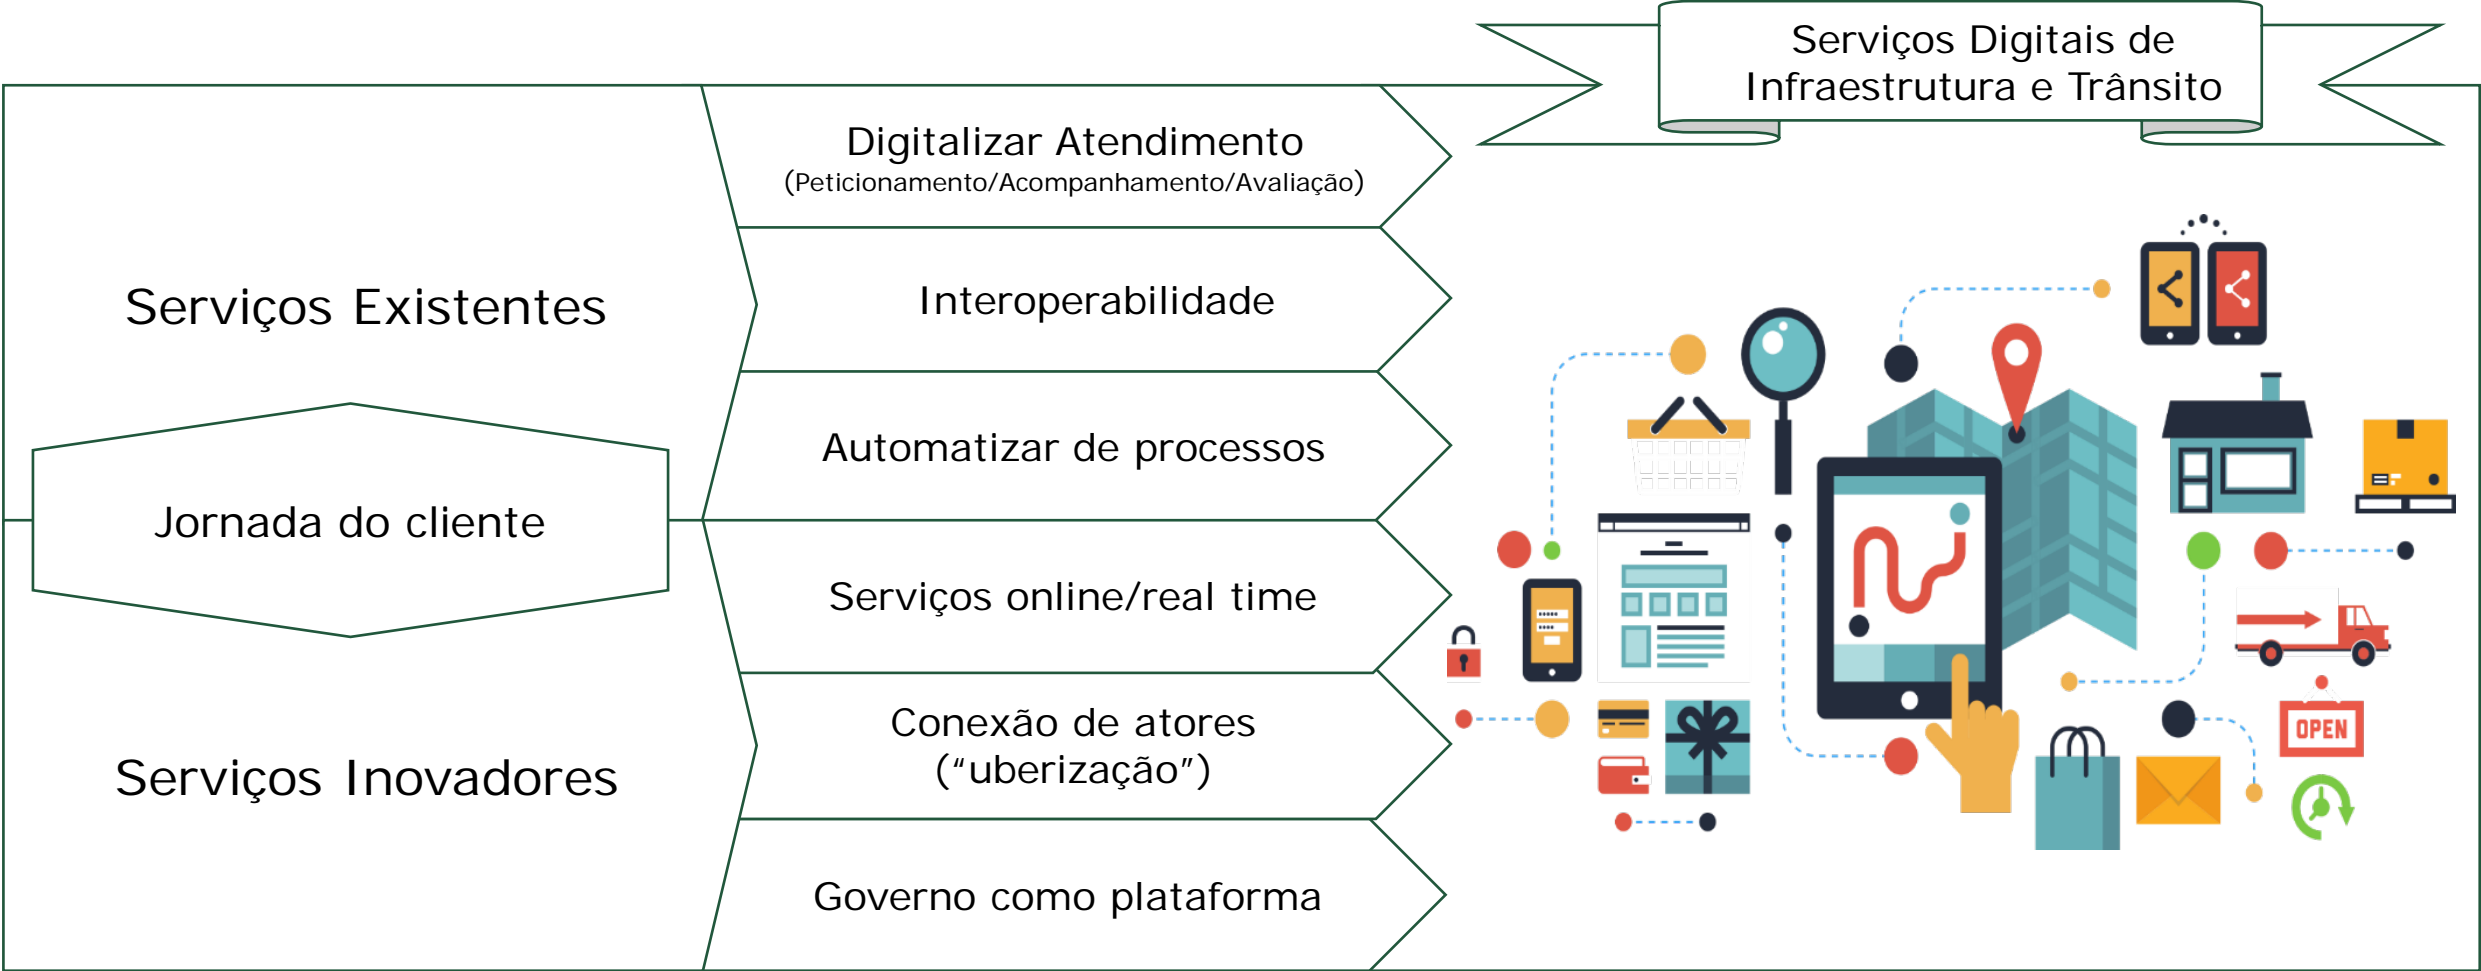 Serviços Digitais de
Infraestrutura e Trânsito
Serviços Existentes
Jornada do cliente
Serviços Inovadores
Digitalizar Atendimento
(Peticionamento/Acompanhamento/Avaliação)
Interoperabilidade
Automatizar de processos
Serviços online/real time
Conexão de atores
(“uberização”)
Governo como plataforma
OPEN